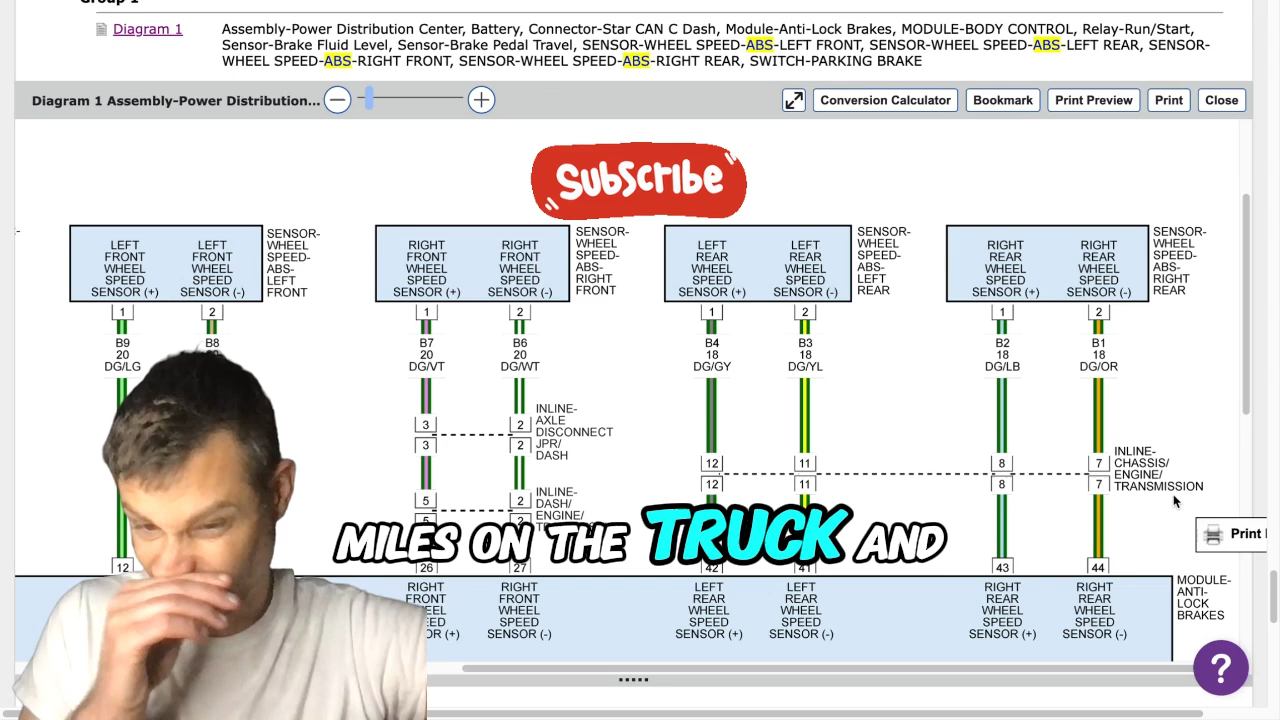 Diagram 1
Assembly-Power Distribution Center, Battery, Connector-Star CAN C Dash, Module-Anti-Lock Brakes, MODULE-BODY CONTROL, Relay-Run/Start,
Sensor-Brake Fluid Level, Sensor-Brake Pedal Travel, SENSOR-WHEEL SPEED-ABS-LEFT FRONT, SENSOR-WHEEL SPEED-ABS-LEFT REAR, SENSOR-
WHEEL SPEED-ABS-RIGHT FRONT, SENSOR-WHEEL SPEED-ABS-RIGHT REAR, SWITCH-PARKING BRAKE
Diagram 1 Assembly-Power Distribution...
Conversion Calculator
Bookmark
Print Preview
Print
Close
Subscribe
LEFT
FRONT
WHEEL
SPEED
SENSOR (+)
LEFT
FRONT
WHEEL
SPEED
SENSOR (-)
SENSOR-
WHEEL
SPEED-
ABS-
LEFT
FRONT
RIGHT
FRONT
WHEEL
SPEED
SENSOR (+)
RIGHT
FRONT
WHEEL
SPEED
SENSOR (-)
SENSOR-
WHEEL
SPEED-
ABS-
RIGHT
FRONT
LEFT
REAR
WHEEL
SPEED
SENSOR (+)
LEFT
REAR
WHEEL
SPEED
SENSOR (-)
SENSOR-
WHEEL
SPEED-
ABS-
LEFT
REAR
RIGHT
REAR
WHEEL
SPEED
SENSOR (+)
RIGHT
REAR
WHEEL
SPEED
SENSOR (-)
SENSOR-
WHEEL
SPEED-
ABS-
RIGHT
REAR
1 2 1 2 1 2 1 2
B9
20
DG/LG
B8
B7
20
DG/VT
B6
20
DG/WT
B4
18
DG/GY
B3
18
DG/YL
B2
18
DG/LB
B1
18
DG/OR
3 2
3 2
INLINE-
AXLE
DISCONNECT
JPR/
DASH
12 11 8 7
12 11 8 7
INLINE-
CHASSIS/
ENGINE/
TRANSMISSION
5 2
INLINE-
DASH/
ENGINE/
MILES ON THE TRUCK AND
Print
12 26 27 42 41 43 44
RIGHT
FRONT
WHEEL
SPEED
SENSOR (-)
LEFT
REAR
WHEEL
SPEED
SENSOR (+)
LEFT
REAR
WHEEL
SPEED
SENSOR (-)
RIGHT
REAR
WHEEL
SPEED
SENSOR (+)
RIGHT
REAR
WHEEL
SPEED
SENSOR (-)
MODULE-
ANTI-
LOCK
BRAKES
?